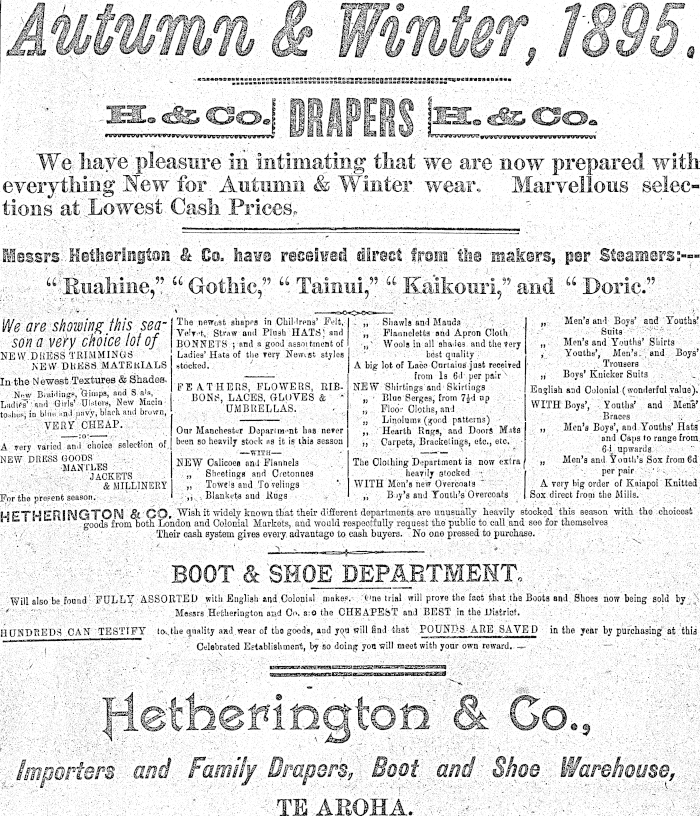 Autumn & Winter, 1895.
H. & Co. DRAPERS H. & Co.
We have pleasure in intimating that we are now prepared with
everything New for Autumn & Winter wear. Marvellous selec-
tions at Lowest Cash Prices.
Messrs Hetherington & Co. have received direct from the makers, per Steamers:—
"Ruahine," "Gothic," "Tainui," "Kaikouri," and "Doric."
We are showing this sea-
son a very choice lot of
NEW DRESS TRIMMINGS
NEW DRESS MATERIALS
In the Newest Textures & Shades.
New Braidings, Gimps, and Seals,
Ladies' and Girls' Ulsters, New Macin-
toshes, in blue and navy, black and brown,
VERY CHEAP.
—:o:—
A very varied and choice selection of
NEW DRESS GOODS
MANTLES
JACKETS
& MILLINERY
For the present season.
The newest shapes in Childrens' Felt,
Velvet, Straw and Plush HATS; and
BONNETS; and a good assortment of
Ladies' Hats of the very Newest styles
stocked.
FEATHERS, FLOWERS, RIB-
BONS, LACES, GLOVES &
UMBRELLAS.
Our Manchester Department has never
been so heavily stock as it is this season
—WITH—
NEW Calicoes and Flannels
„ Sheetings and Cretonnes
„ Towels and Towelings
„ Blankets and Rugs
„ Shawls and Mauds
„ Flannelette and Apron Cloth
„ Wools in all shades and the very
best quality
A big lot of Lace Curtains just received
from 1s 6d per pair
NEW Shirtings and Skirtings
„ Blue Serges, from 7½d up
„ Floor Cloths, and
„ Linolums (good patterns)
„ Hearth Rugs, and Doors Mats
„ Carpets, Bracketings, etc., etc.
The Clothing Department is now extra
heavily stocked
WITH Men's new Overcoats
„ Boy's and Youth's Overcoats
„ Men's and Boys' and Youths'
Suits
„ Men's and Youths' Shirts
„ Youths', Men's, and Boys'
Trousers
„ Boys' Knicker Suits
English and Colonial (wonderful value).
WITH Boys', Youths' and Mens'
Braces
„ Men's Boys', and Youths' Hats
and Caps to range from
6d upwards
„ Men's and Youth's Sox from 6d
per pair
A very big order of Kaiapoi Knitted
Sox direct from the Mills.
HETHERINGTON & CO. Wish it widely known that their different departments are unusually heavily stocked this season with the choicest
goods from both London and Colonial Markets, and would respectfully request the public to call and see for themselves
Their cash system gives every advantage to cash buyers. No one pressed to purchase.
BOOT & SHOE DEPARTMENT.
Will also be found FULLY ASSORTED with English and Colonial makes. One trial will prove the fact that the Boots and Shoes now being sold by
Messrs Hetherington and Co. are the CHEAPEST and BEST in the District.
HUNDREDS CAN TESTIFY to the quality and wear of the goods, and you will find that POUNDS ARE SAVED in the year by purchasing at this
Celebrated Establishment, by so doing you will meet with your own reward. —
Hetherington & Co.,
Importers and Family Drapers, Boot and Shoe Warehouse,
TE AROHA.